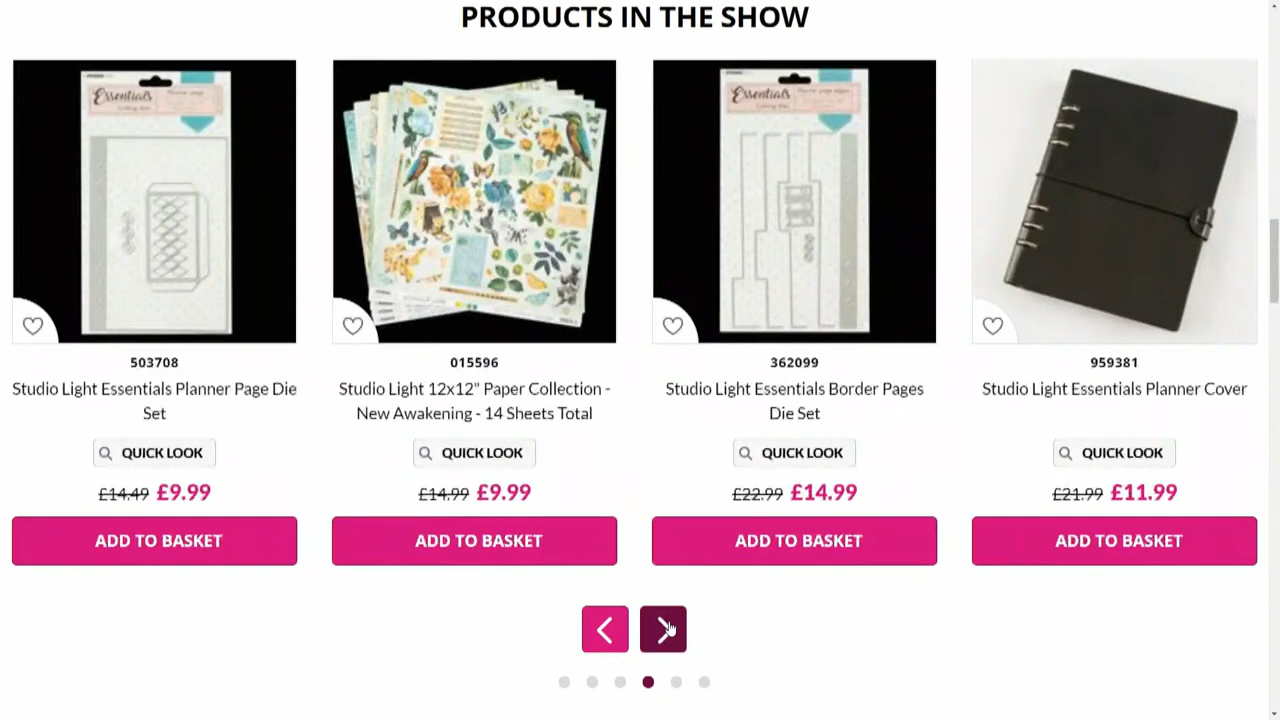 PRODUCTS IN THE SHOW
Essentials
Essentials
503708
015596
362099
959381
Studio Light Essentials Planner Page Die
Set
Studio Light 12x12" Paper Collection -
New Awakening - 14 Sheets Total
Studio Light Essentials Border Pages
Die Set
Studio Light Essentials Planner Cover
QUICK LOOK
QUICK LOOK
QUICK LOOK
QUICK LOOK
£14.49 £9.99
£14.99 £9.99
£22.99 £14.99
£21.99 £11.99
ADD TO BASKET
ADD TO BASKET
ADD TO BASKET
ADD TO BASKET